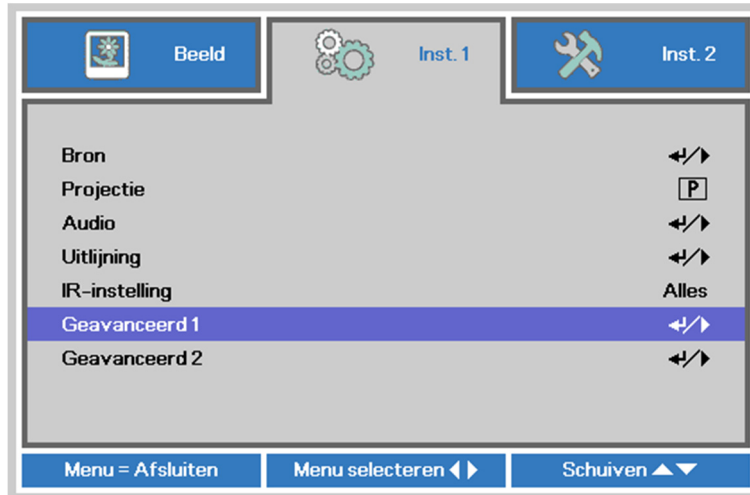 Beeld
Inst. 1
Inst. 2
Bron
Projectie P
Audio
Uitlijning
IR-instelling Alles
Geavanceerd 1
Geavanceerd 2
Menu = Afsluiten
Menu selecteren
Schuiven